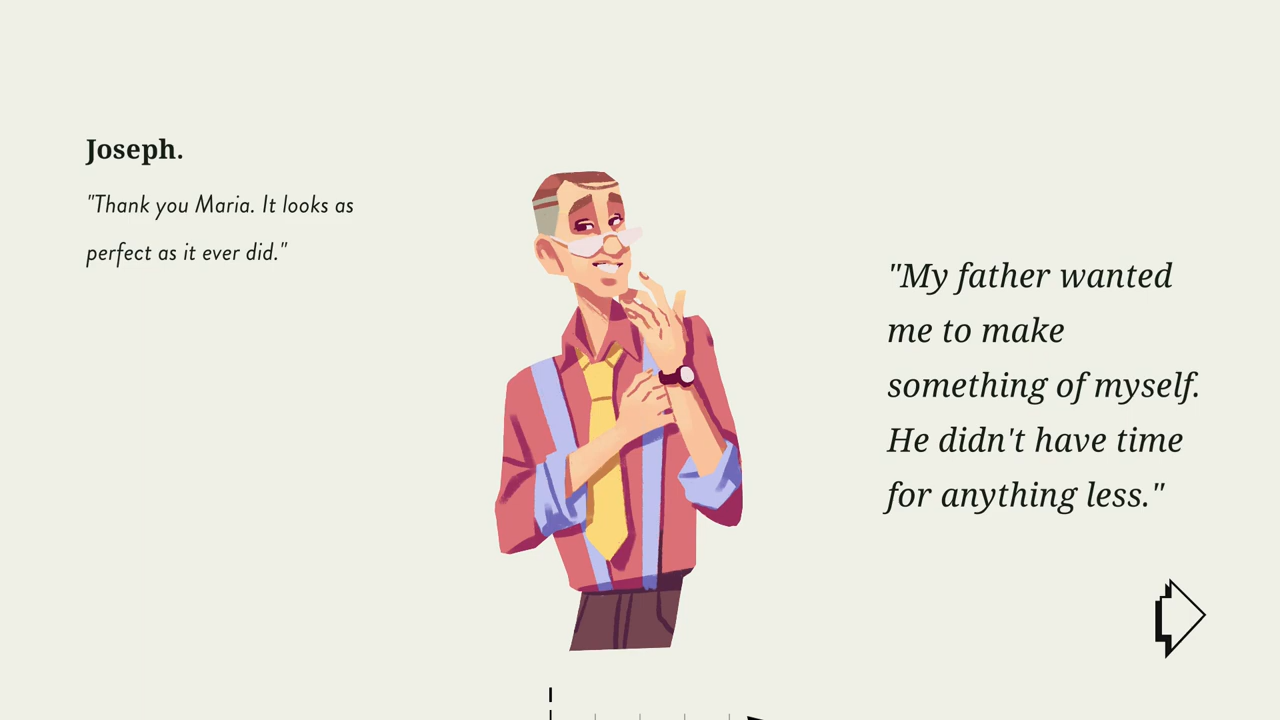 Joseph.
"Thank you Maria. It looks as
perfect as it ever did."
"My father wanted
me to make
something of myself.
He didn't have time
for anything less."